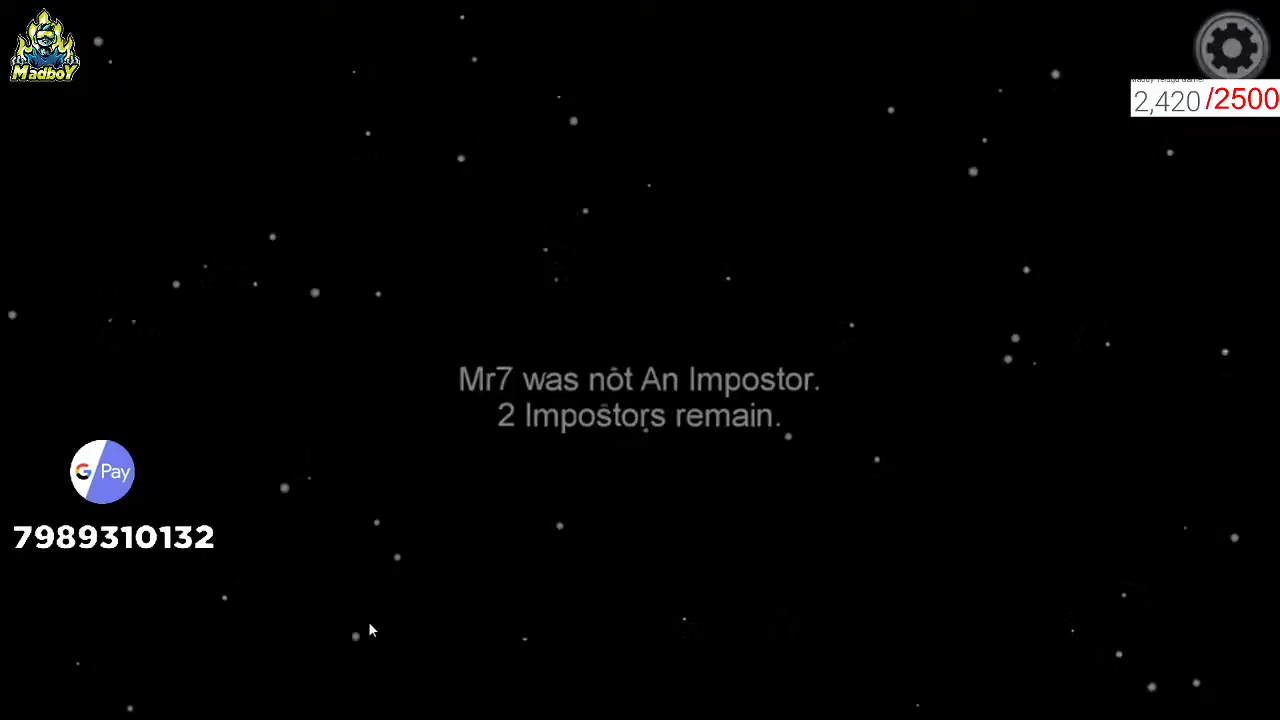 MadboY
2,420 /2500
Mr7 was not An Impostor.
2 Impostors remain.
G Pay
7989310132